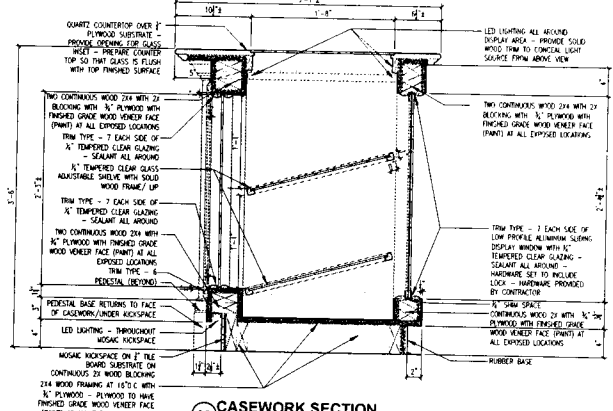 10½"±
1'-8"
QUARTZ COUNTERTOP OVER ¾"
PLYWOOD SUBSTRATE -
PROVIDE OPENING FOR GLASS
INSET - PREPARE COUNTER
TOP SO THAT GLASS IS FLUSH
WITH TOP FINISHED SURFACE
5"
TWO CONTINUOUS WOOD 2X4 WITH 2X
BLOCKING WITH ¾" PLYWOOD WITH
FINISHED GRADE WOOD VENEER FACE
(PAINT) AT ALL EXPOSED LOCATIONS
TRIM TYPE - 7 EACH SIDE OF
¼" TEMPERED CLEAR GLAZING
- SEALANT ALL AROUND
¼" TEMPERED CLEAR GLASS
ADJUSTABLE SHELVE WITH SOLID
WOOD FRAME/ LIP
TRIM TYPE - 7 EACH SIDE OF
¼" TEMPERED CLEAR GLAZING
- SEALANT ALL AROUND
TWO CONTINUOUS WOOD 2X4 WITH
¾" PLYWOOD WITH FINISHED GRADE
WOOD VENEER FACE (PAINT) AT ALL
EXPOSED LOCATIONS
TRIM TYPE - 6
PEDESTAL (BEYOND)
PEDESTAL BASE RETURNS TO FACE
OF CASEWORK/UNDER KICKSPACE
LED LIGHTING - THROUGHOUT
MOSAIC KICKSPACE
MOSAIC KICKSPACE ON ½" TILE
BOARD SUBSTRATE ON
CONTINUOUS 2X WOOD BLOCKING
2X4 WOOD FRAMING AT 16"O.C WITH
¾" PLYWOOD - PLYWOOD TO HAVE
FINISHED GRADE WOOD VENEER FACE
3'-6"
3"
4"
LED LIGHTING ALL AROUND
DISPLAY AREA - PROVIDE SOLID
WOOD TRIM TO CONCEAL LIGHT
SOURCE FROM ABOVE VIEW
TWO CONTINUOUS WOOD 2X4 WITH 2X
BLOCKING WITH ¾" PLYWOOD WITH
FINISHED GRADE WOOD VENEER FACE
(PAINT) AT ALL EXPOSED LOCATIONS
TRIM TYPE - 7 EACH SIDE OF
LOW PROFILE ALUMINUM SLIDING
DISPLAY WINDOW WITH ¼"
TEMPERED CLEAR GLAZING -
SEALANT ALL AROUND -
HARDWARE SET TO INCLUDE
LOCK - HARDWARE PROVIDED
BY CONTRACTOR
SHIM SPACE
CONTINUOUS WOOD 2X WITH ¾"
PLYWOOD WITH FINISHED GRADE
WOOD VENEER FACE (PAINT) AT
ALL EXPOSED LOCATIONS
RUBBER BASE
2"
CASEWORK SECTION